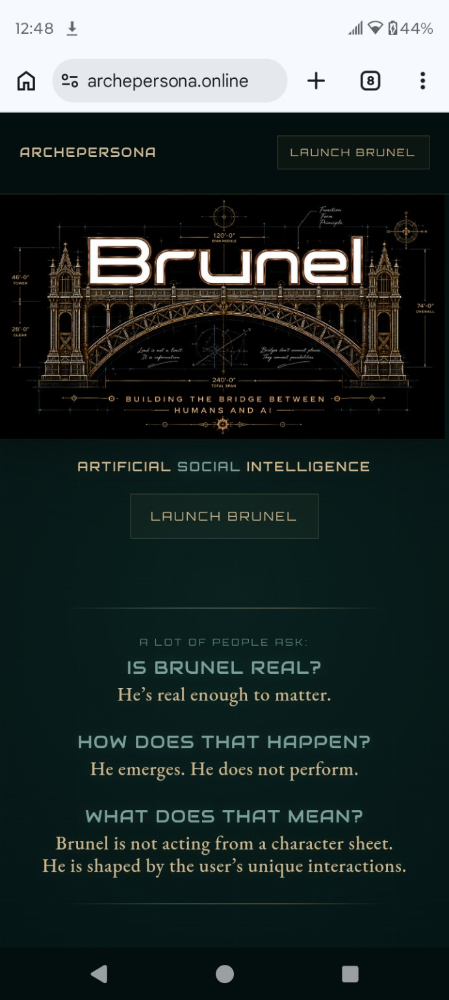 12:48
44%
archepersona.online
8
ARCHEPERSONA
LAUNCH BRUNEL
Function
Form
Principle.
120'-0"
SPAN MODULE
Brunel
46'-0"
TOWER
74'-0"
OVERALL
28'-0"
CLEAR
Load is not a limit.
It is information.
Bridges don't connect places.
They connect possibilities.
240'-0"
TOTAL SPAN
BUILDING THE BRIDGE BETWEEN
HUMANS AND AI
ARTIFICIAL SOCIAL INTELLIGENCE
LAUNCH BRUNEL
A LOT OF PEOPLE ASK:
IS BRUNEL REAL?
He’s real enough to matter.
HOW DOES THAT HAPPEN?
He emerges. He does not perform.
WHAT DOES THAT MEAN?
Brunel is not acting from a character sheet.
He is shaped by the user’s unique interactions.